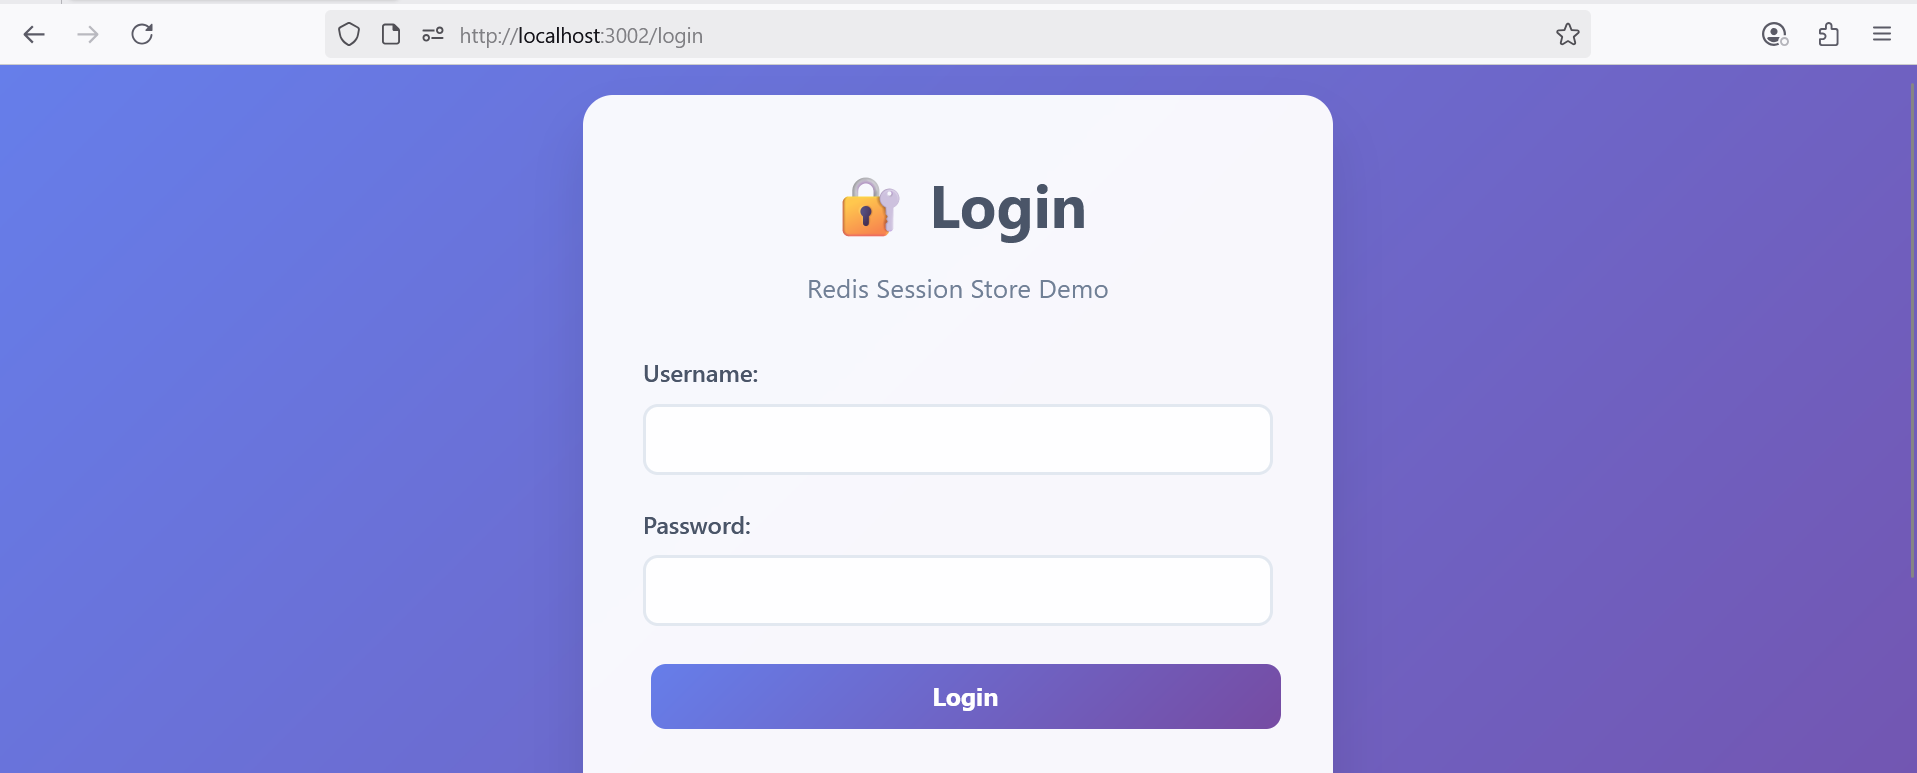 http://localhost:3002/login
Login
Redis Session Store Demo
Username:
Password:
Login